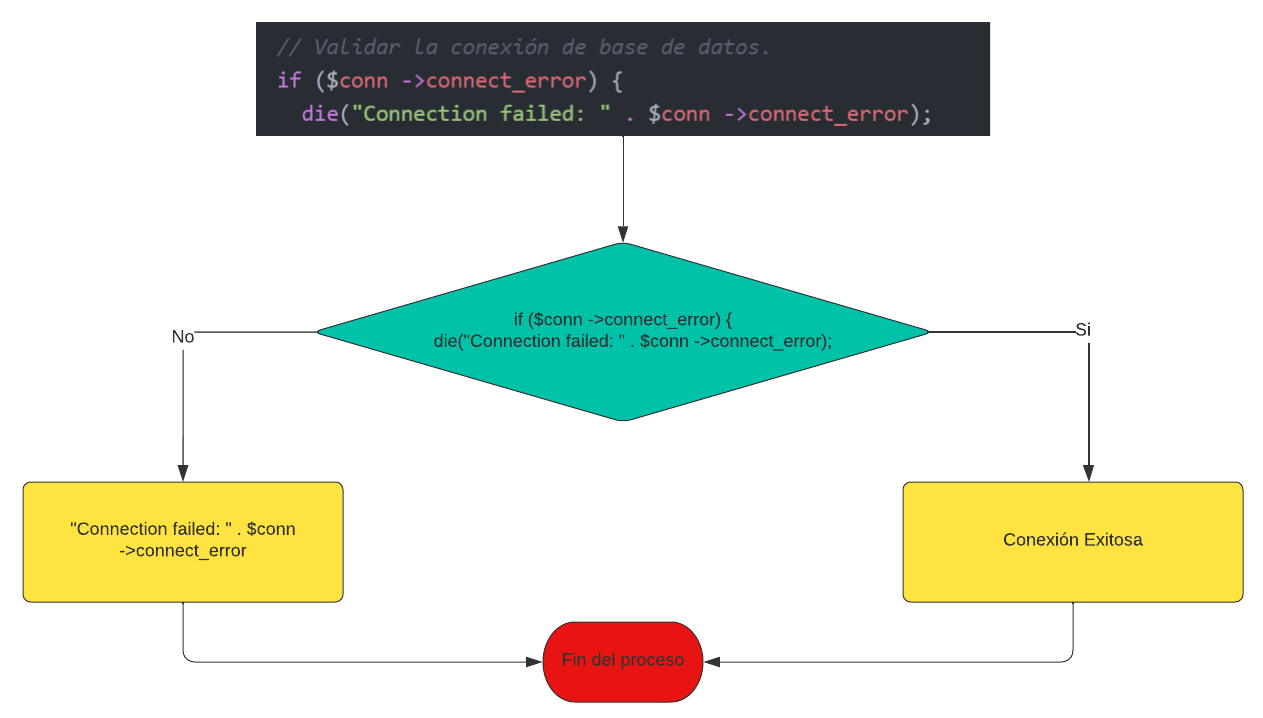 // Validar la conexión de base de datos.
if ($conn ->connect_error) {
die("Connection failed: " . $conn ->connect_error);
if ($conn ->connect_error) {
die("Connection failed: " . $conn ->connect_error);
No
Si
"Connection failed: " . $conn
->connect_error
Conexión Exitosa
Fin del proceso